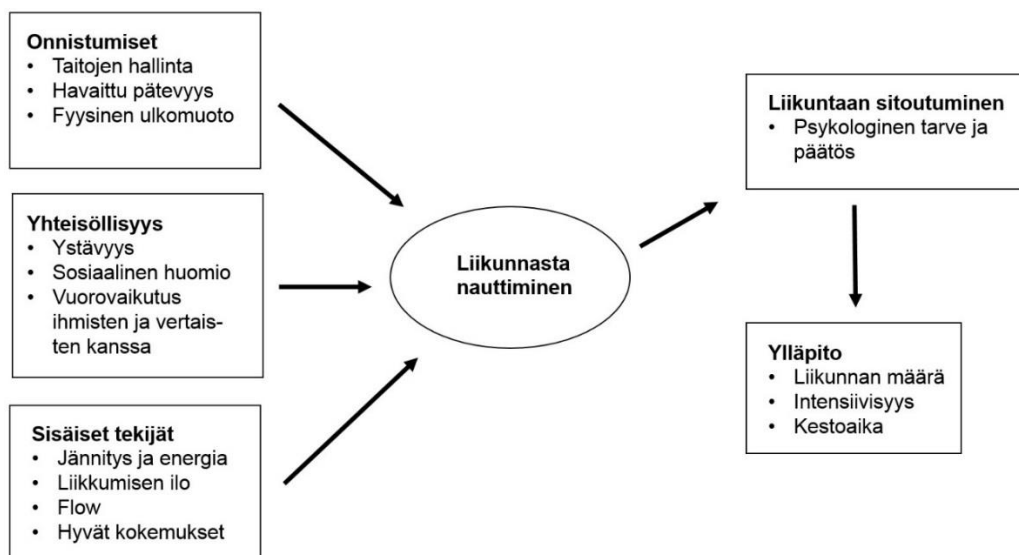 Onnistumiset
• Taitojen hallinta
• Havaittu pätevyys
• Fyysinen ulkomuoto
Yhteisöllisyys
• Ystävyys
• Sosiaalinen huomio
• Vuorovaikutus
ihmisten ja vertais-
ten kanssa
Sisäiset tekijät
• Jännitys ja energia
• Liikkumisen ilo
• Flow
• Hyvät kokemukset
Liikunnasta
nauttiminen
Liikuntaan sitoutuminen
• Psykologinen tarve ja
päätös
Ylläpito
• Liikunnan määrä
• Intensiivisyys
• Kestoaika